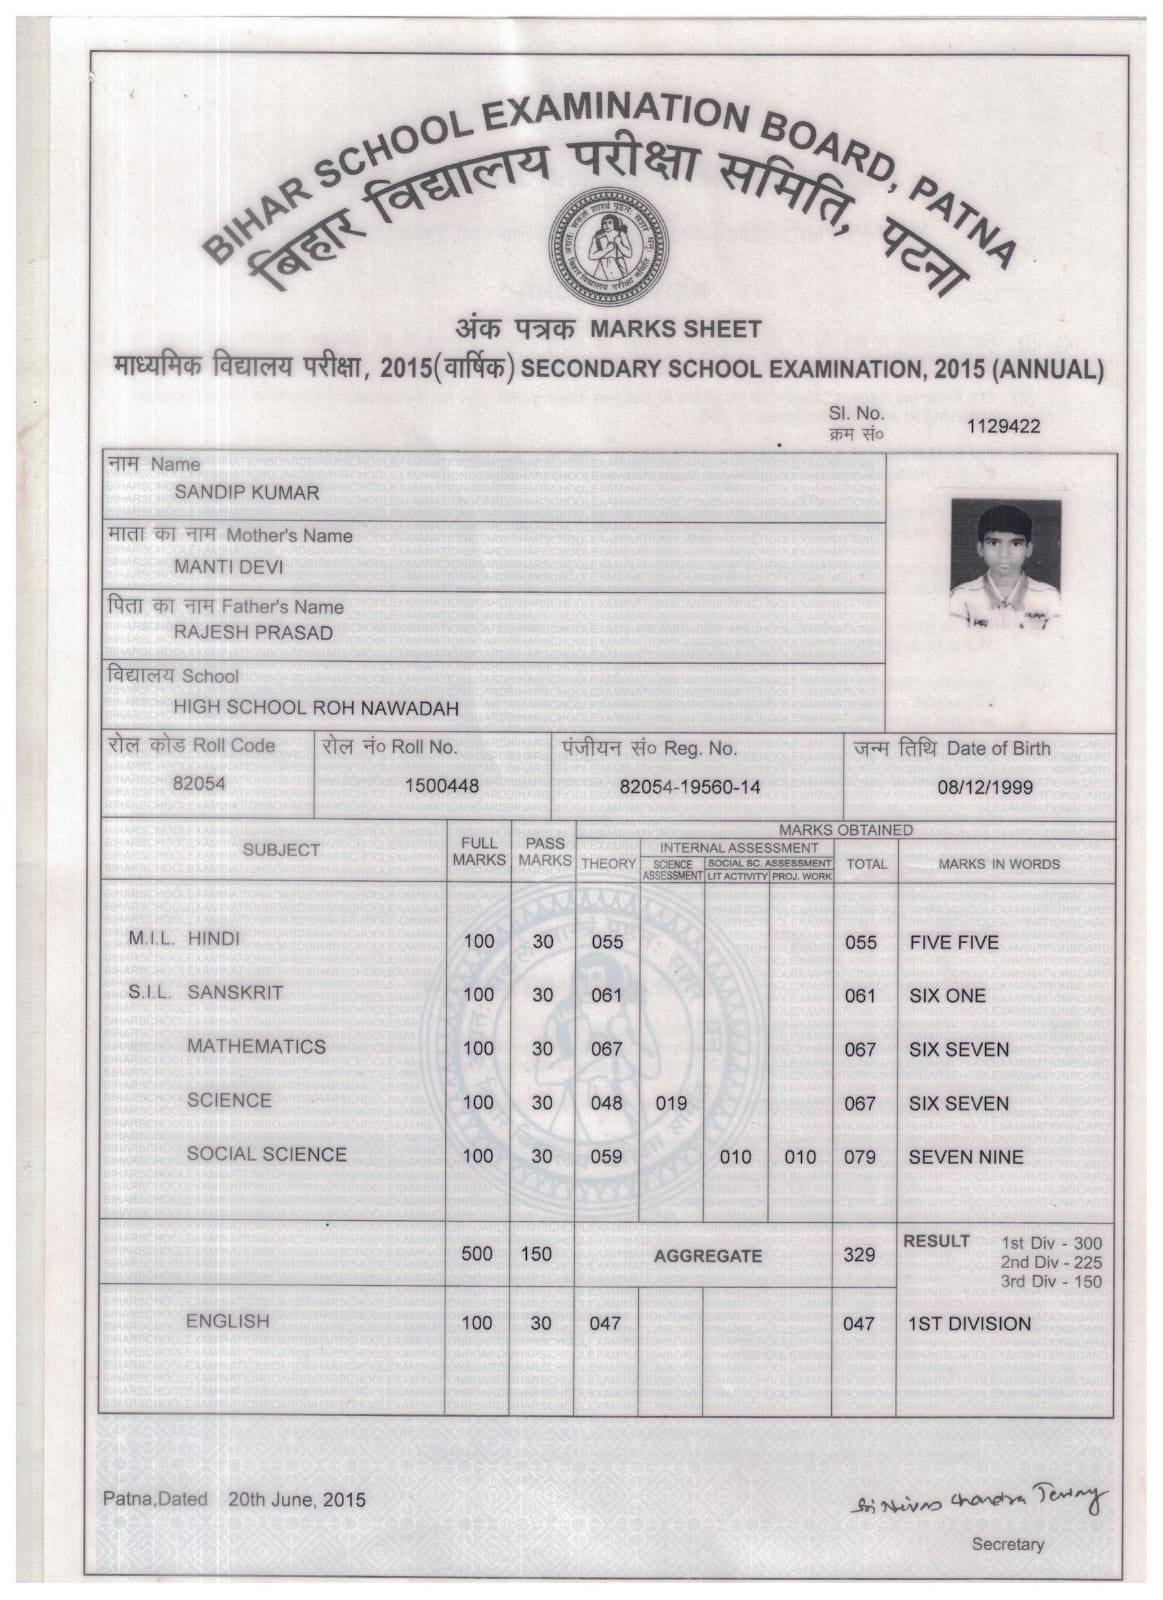 BIHAR SCHOOL EXAMINATION BOARD, PATNA
बिहार विद्यालय परीक्षा समिति, पटना
अंक पत्रक MARKS SHEET
माध्यमिक विद्यालय परीक्षा, 2015(वार्षिक) SECONDARY SCHOOL EXAMINATION, 2015 (ANNUAL)
Sl. No.
क्रम सं० 1129422
नाम Name
SANDIP KUMAR
माता का नाम Mother's Name
MANTI DEVI
पिता का नाम Father's Name
RAJESH PRASAD
विद्यालय School
HIGH SCHOOL ROH NAWADAH
रोल कोड Roll Code रोल नं० Roll No. पंजीयन सं० Reg. No. जन्म तिथि Date of Birth
82054 1500448 82054-19560-14 08/12/1999
SUBJECT FULL MARKS PASS MARKS MARKS OBTAINED
THEORY INTERNAL ASSESSMENT TOTAL MARKS IN WORDS
SCIENCE ASSESSMENT SOCIAL SC. ASSESSMENT
LIT ACTIVITY PROJ. WORK
M.I.L. HINDI 100 30 055 055 FIVE FIVE
S.I.L. SANSKRIT 100 30 061 061 SIX ONE
MATHEMATICS 100 30 067 067 SIX SEVEN
SCIENCE 100 30 048 019 067 SIX SEVEN
SOCIAL SCIENCE 100 30 059 010 010 079 SEVEN NINE
500 150 AGGREGATE 329 RESULT 1st Div - 300
2nd Div - 225
3rd Div - 150
ENGLISH 100 30 047 047 1ST DIVISION
Patna,Dated 20th June, 2015
Secretary